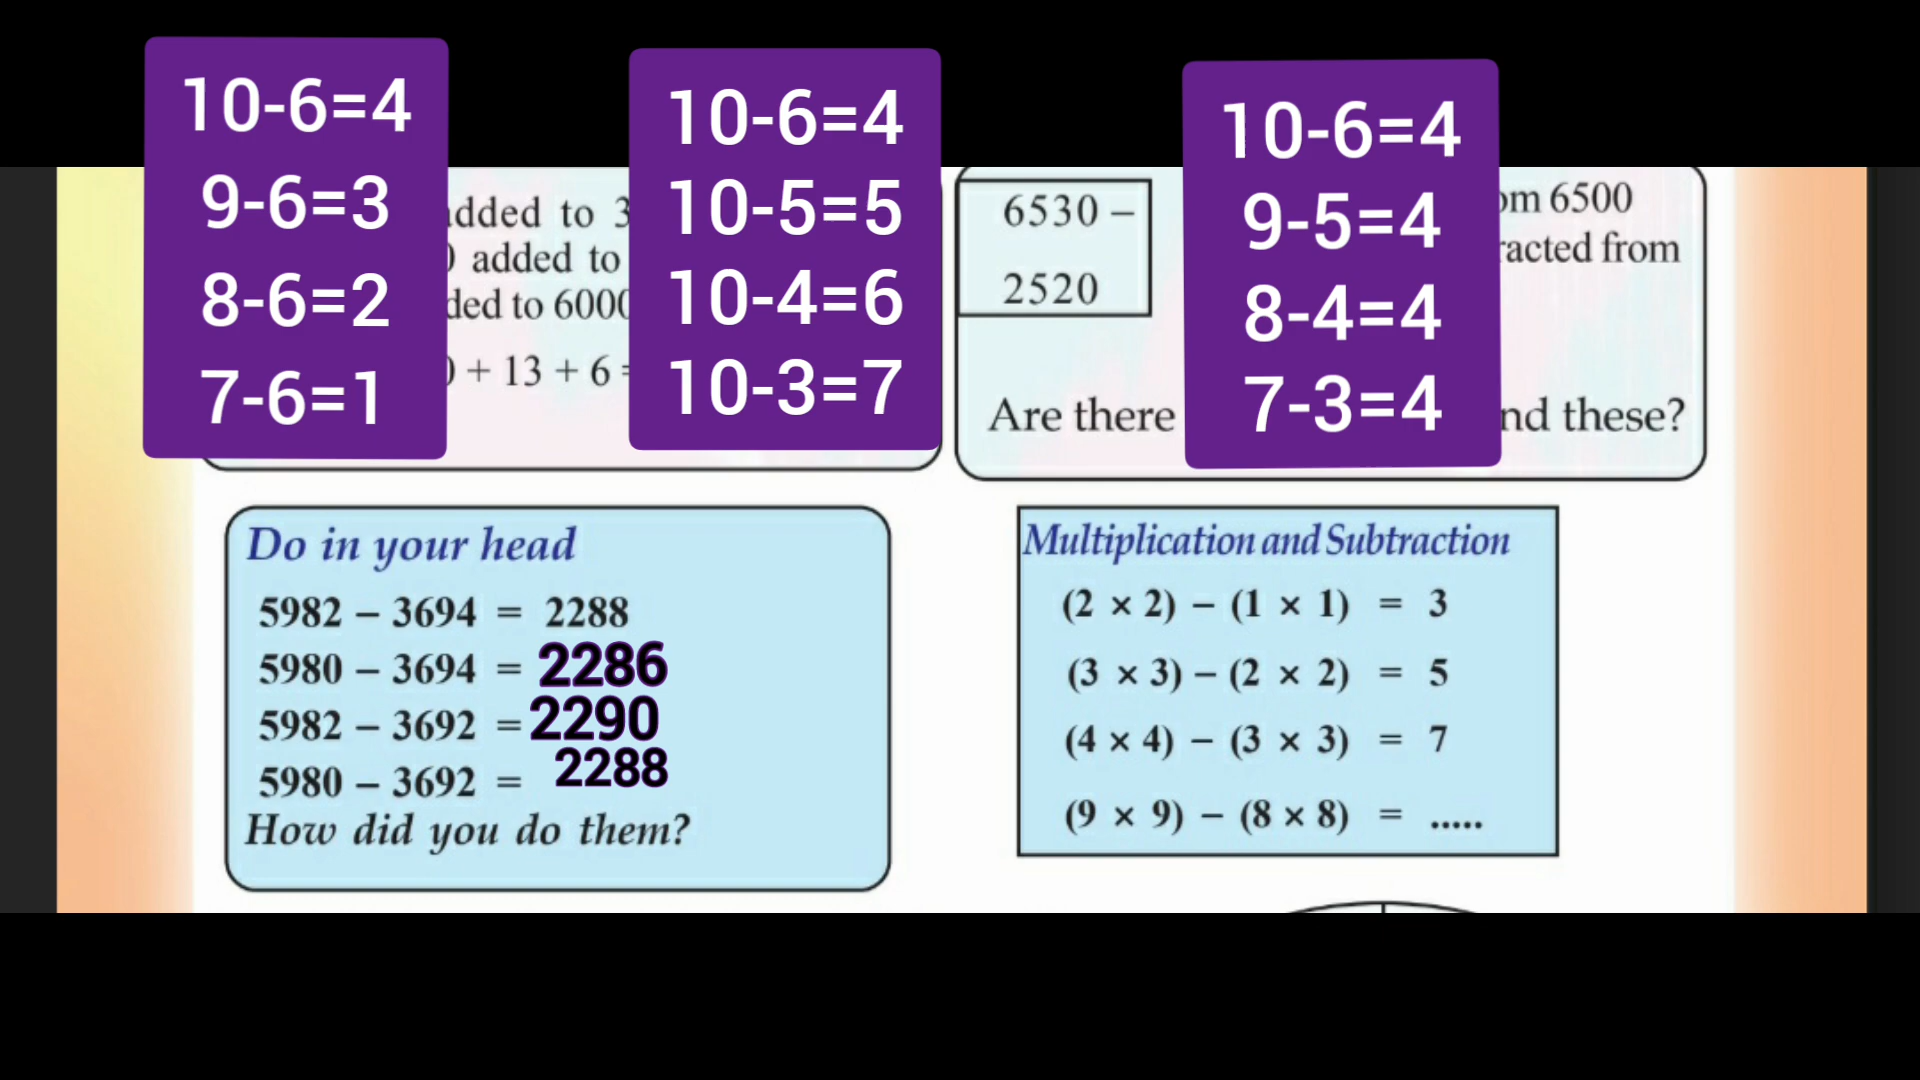 10-6=4
9-6=3
8-6=2
7-6=1
10-6=4
10-5=5
10-4=6
10-3=7
10-6=4
9-5=4
8-4=4
7-3=4
added to 3
added to
to 6000
+ 13 + 6 =
6530 –
2520
6500
from
Are there
these?
Do in your head
5982 – 3694 = 2288
5980 – 3694 = 2286
5982 – 3692 = 2290
5980 – 3692 = 2288
How did you do them?
Multiplication and Subtraction
(2 × 2) – (1 × 1) = 3
(3 × 3) – (2 × 2) = 5
(4 × 4) – (3 × 3) = 7
(9 × 9) – (8 × 8) = .....